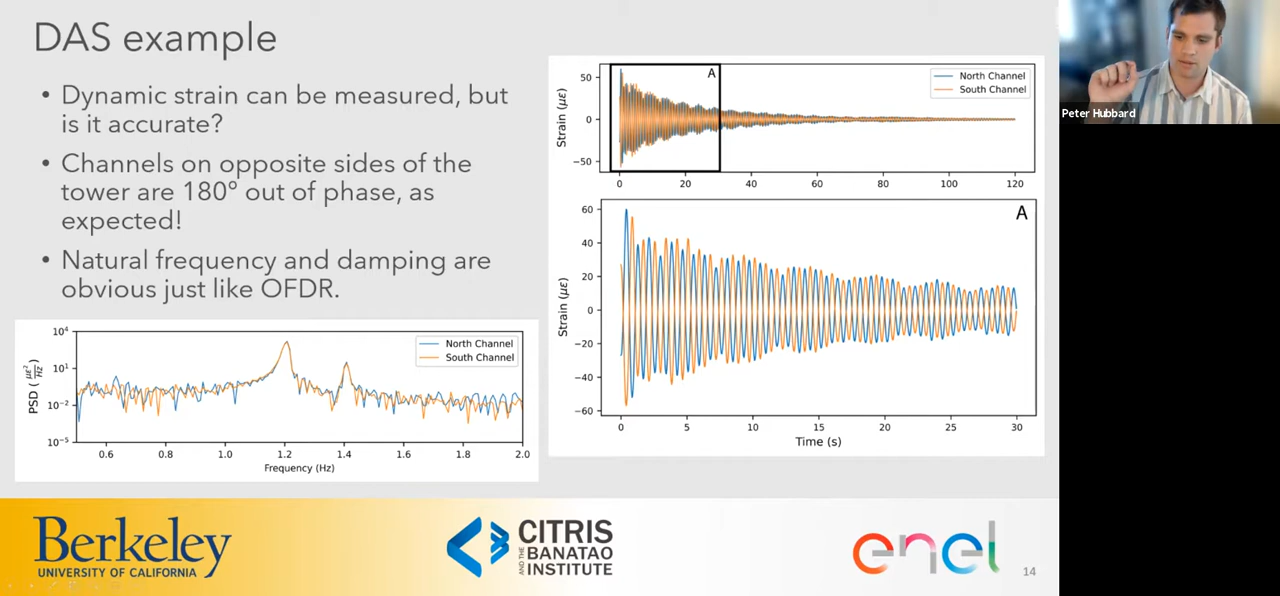 DAS example
• Dynamic strain can be measured, but
is it accurate?
• Channels on opposite sides of the
tower are 180º out of phase, as
expected!
• Natural frequency and damping are
obvious just like OFDR.
A
North Channel
South Channel
Strain (με)
50
0
−50
0 20 40 60 80 100 120
A
Strain (με)
60
40
20
0
−20
−40
−60
0 5 10 15 20 25 30
Time (s)
North Channel
South Channel
PSD ( με²/HZ )
10⁴
10¹
10⁻²
10⁻⁵
0.6 0.8 1.0 1.2 1.4 1.6 1.8 2.0
Frequency (Hz)
Berkeley
UNIVERSITY OF CALIFORNIA
CITRIS
AND THE
BANATAO
INSTITUTE
enel
14
Peter Hubbard